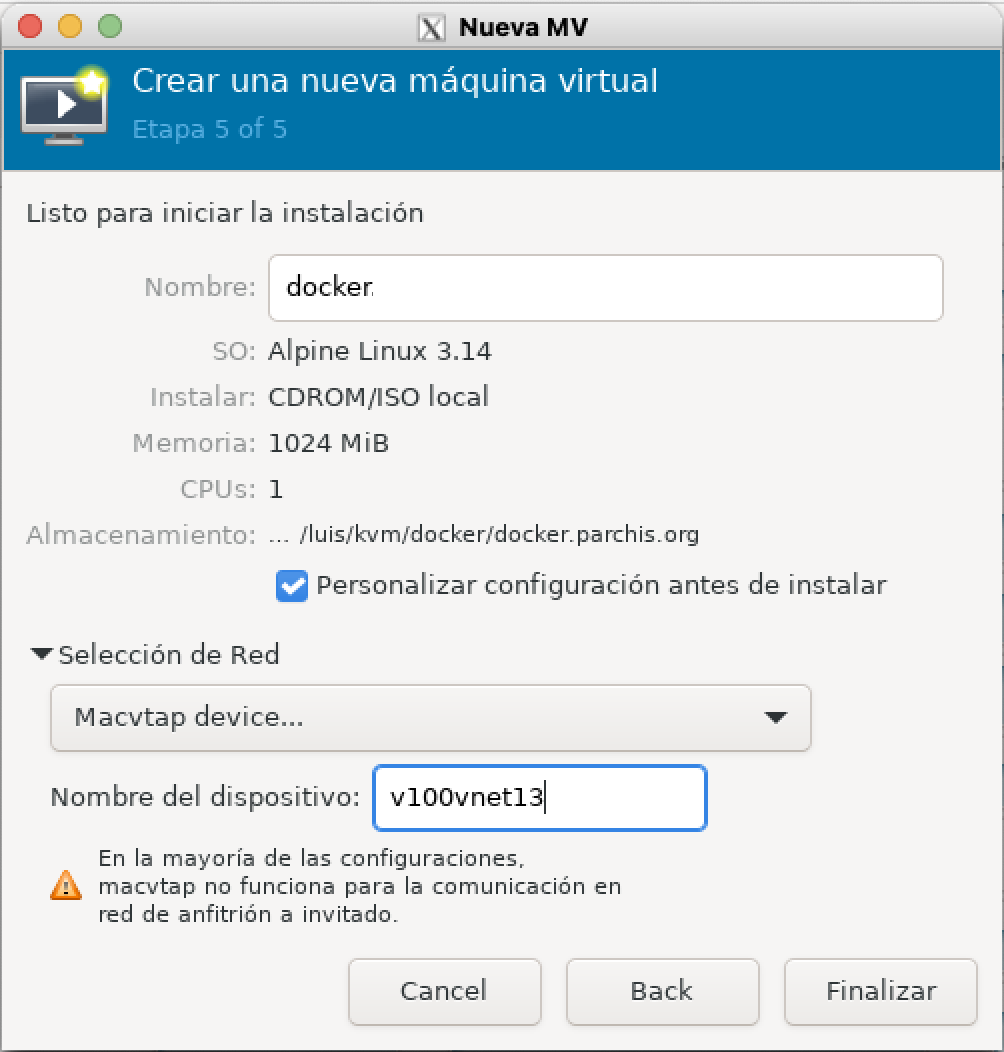 Nueva MV
Crear una nueva máquina virtual
Etapa 5 of 5
Listo para iniciar la instalación
Nombre: docker.
SO: Alpine Linux 3.14
Instalar: CDROM/ISO local
Memoria: 1024 MiB
CPUs: 1
Almacenamiento: ... /luis/kvm/docker/docker.parchis.org
Personalizar configuración antes de instalar
Selección de Red
Macvtap device...
Nombre del dispositivo: v100vnet13
En la mayoría de las configuraciones,
macvtap no funciona para la comunicación en
red de anfitrión a invitado.
Cancel Back Finalizar